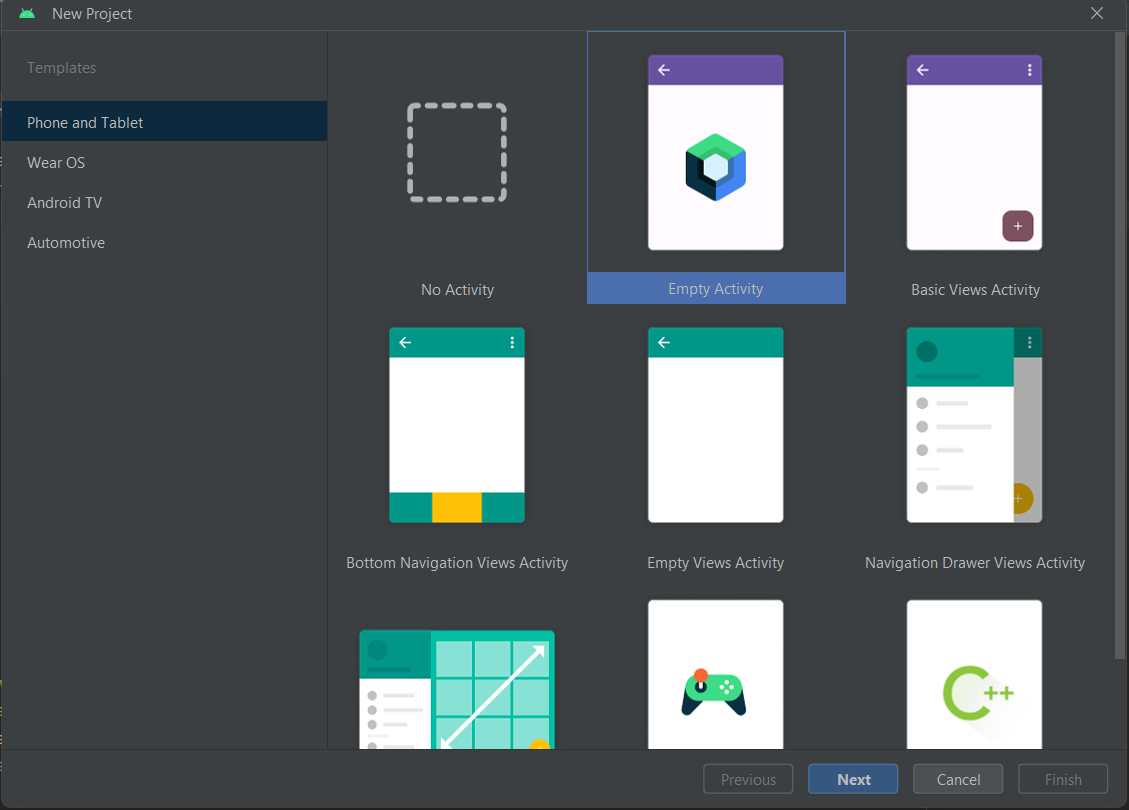 New Project
Templates
Phone and Tablet
Wear OS
Android TV
Automotive
No Activity
Empty Activity
Basic Views Activity
Bottom Navigation Views Activity
Empty Views Activity
Navigation Drawer Views Activity
C++
Previous
Next
Cancel
Finish